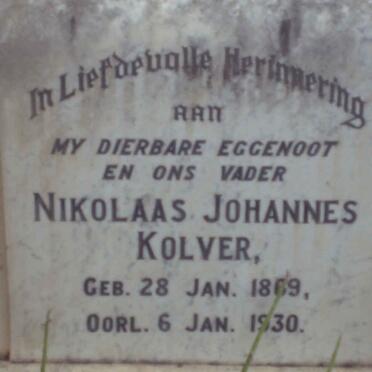 In Liefdevolle Herinnering
AAN
MY DIERBARE EGGENOOT
EN ONS VADER
NIKOLAAS JOHANNES
KOLVER,
GEB. 28 JAN. 1869,
OORL. 6 JAN. 1930.